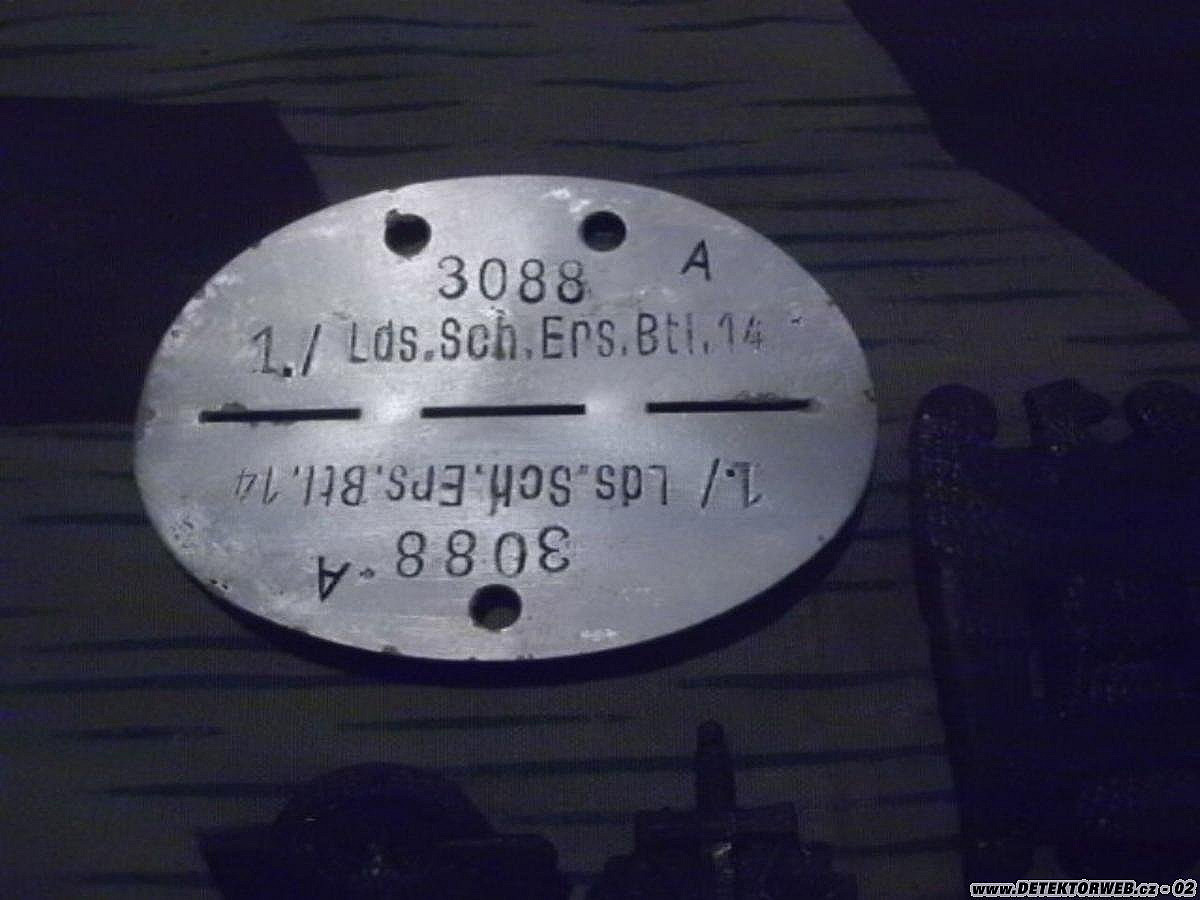 3088 A
1./ Lds.Sch.Ers.Btl.14
1./ Lds.Sch.Ers.Btl.14
3088 A
www.DETEKTORWEB.cz - 02